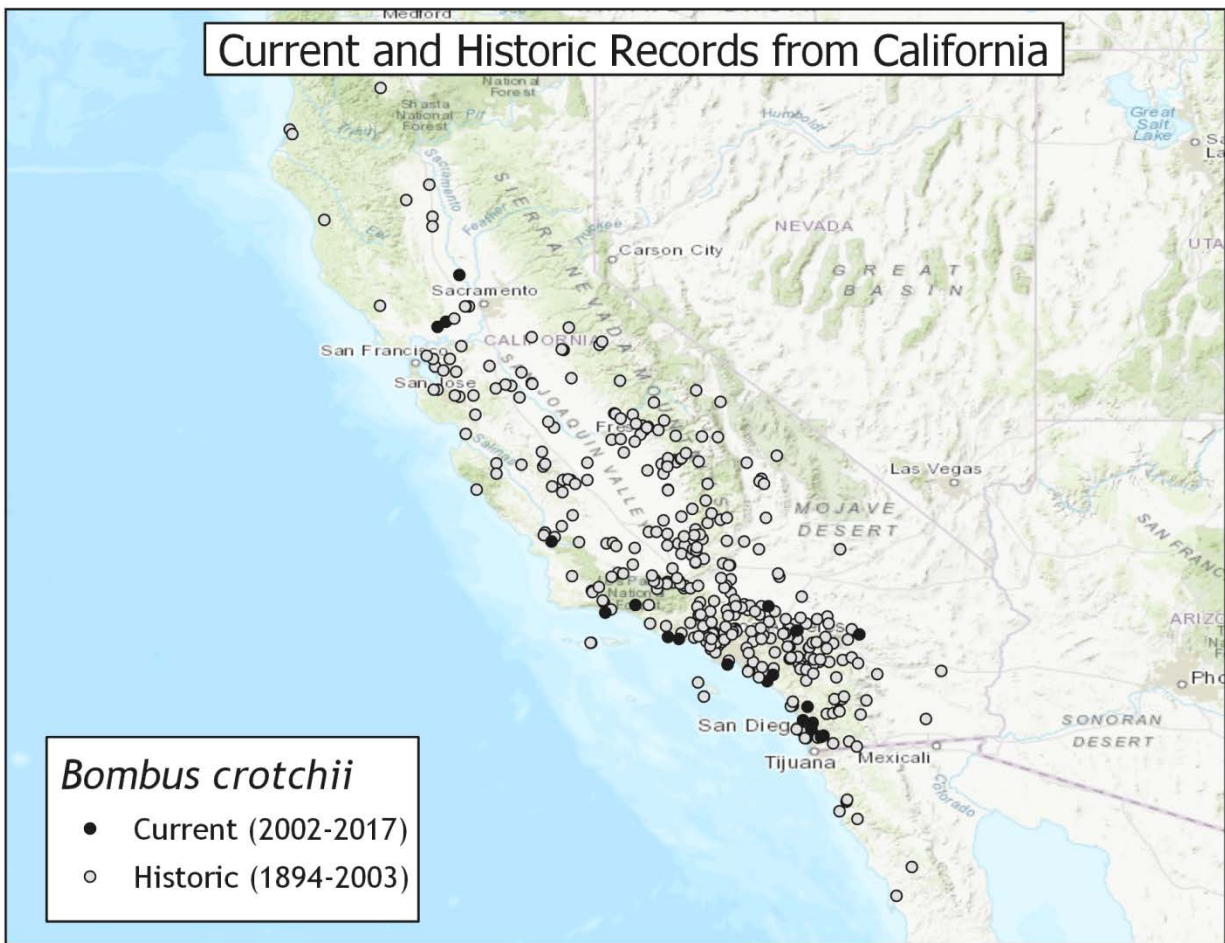 Medford
Current and Historic Records from California
National
Forest
Shasta
National
Forest
Pit
Trinity
Humboldt
Great
Salt
Lake
Sacramento
SIERRA NEVADA
Feather
Truckee
Eel
Carson City
NEVADA
GREAT
BASIN
Sacramento
CALIFORNIA
San Francisco
San Jose
SAN JOAQUIN VALLEY
Salinas
Las Vegas
MOJAVE
DESERT
National
Forest
San Dieg
Tijuana
Mexicali
SONORAN
DESERT
Colorado
Bombus crotchii
Current (2002-2017)
Historic (1894-2003)